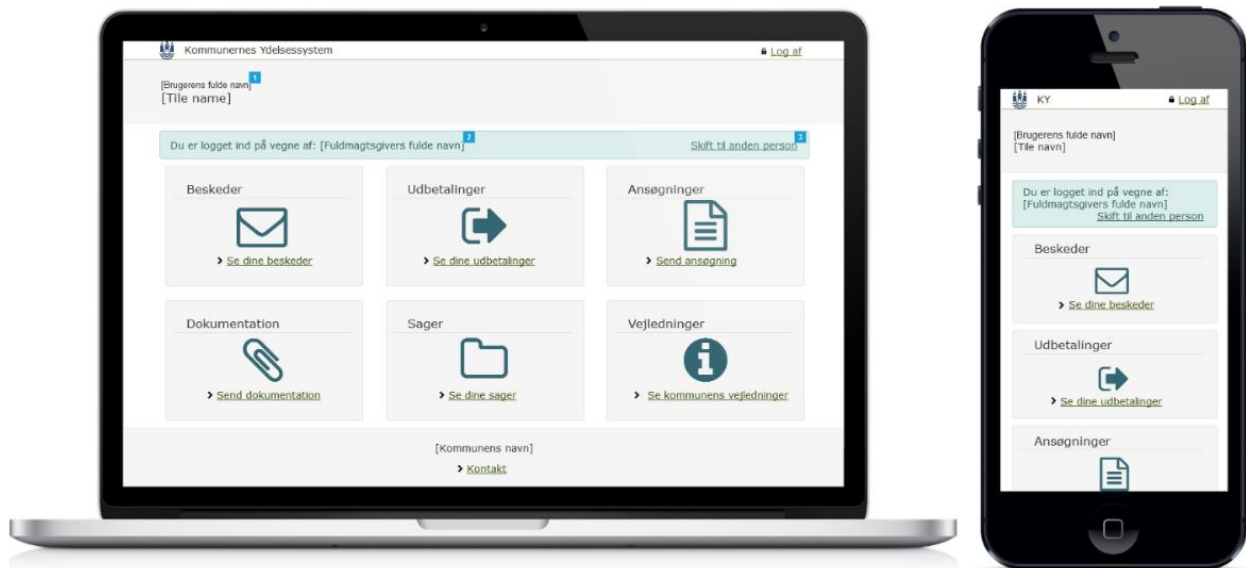 Kommunernes Ydelsessystem
Log af
[Brugerens fulde navn] 1
[Tile name]
Du er logget ind på vegne af: [Fuldmagtsgivers fulde navn] 2
Skift til anden person 3
Beskeder
Se dine beskeder
Udbetalinger
Se dine udbetalinger
Ansøgninger
Send ansøgning
Dokumentation
Send dokumentation
Sager
Se dine sager
Vejledninger
Se kommunens vejledninger
[Kommunens navn]
Kontakt
KY
Log af
[Brugerens fulde navn]
[Tile navn]
Du er logget ind på vegne af:
[Fuldmagtsgivers fulde navn]
Skift til anden person
Beskeder
Se dine beskeder
Udbetalinger
Se dine udbetalinger
Ansøgninger